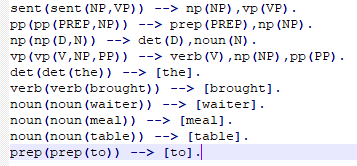 sent(sent(NP,VP)) --> np(NP),vp(VP).
pp(pp(PREP,NP)) --> prep(PREP),np(NP).
np(np(D,N)) --> det(D),noun(N).
vp(vp(V,NP,PP)) --> verb(V),np(NP),pp(PP).
det(det(the)) --> [the].
verb(verb(brought)) --> [brought].
noun(noun(waiter)) --> [waiter].
noun(noun(meal)) --> [meal].
noun(noun(table)) --> [table].
prep(prep(to)) --> [to].